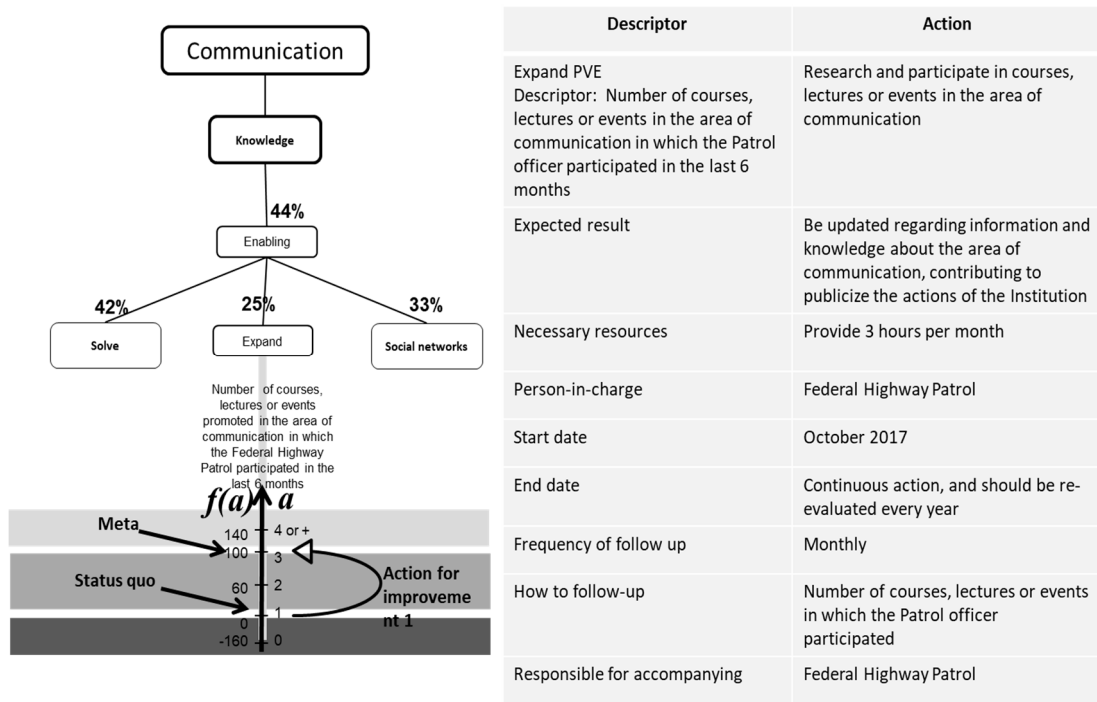 Communication
Knowledge
44%
Enabling
42%
25%
33%
Solve
Expand
Social networks
Number of courses,
lectures or events
promoted in the area of
communication in which
the Federal Highway
Patrol participated in the
last 6 months
f(a) a
Meta
140 4 or +
100 3
Status quo
60 2
Action for
improveme
nt 1
1
0
-160 0
Descriptor Action
Expand PVE
Descriptor: Number of courses,
lectures or events in the area of
communication in which the Patrol
officer participated in the last 6
months
Research and participate in courses,
lectures or events in the area of
communication
Expected result
Be updated regarding information and
knowledge about the area of
communication, contributing to
publicize the actions of the Institution
Necessary resources
Provide 3 hours per month
Person-in-charge
Federal Highway Patrol
Start date
October 2017
End date
Continuous action, and should be re-
evaluated every year
Frequency of follow up
Monthly
How to follow-up
Number of courses, lectures or events
in which the Patrol officer
participated
Responsible for accompanying
Federal Highway Patrol